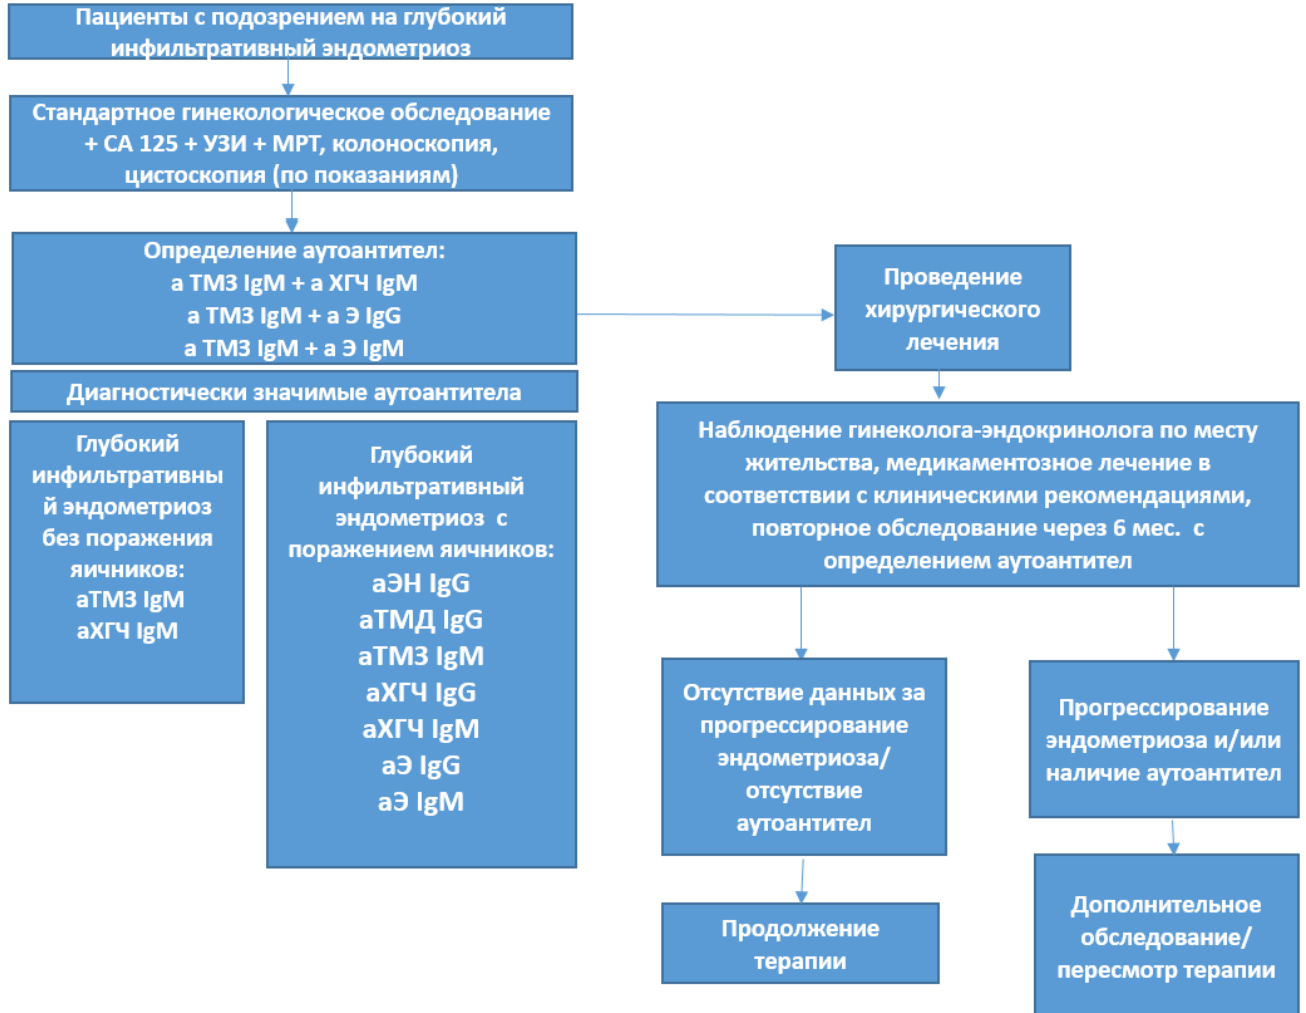 Пациенты с подозрением на глубокий
инфильтративный эндометриоз
Стандартное гинекологическое обследование
+ СА 125 + УЗИ + МРТ, колоноскопия,
цистоскопия (по показаниям)
Определение аутоантител:
а ТМЗ IgM + а ХГЧ IgM
а ТМЗ IgM + а Э IgG
а ТМЗ IgM + а Э IgM
Диагностически значимые аутоантитела
Глубокий
инфильтративны
й эндометриоз
без поражения
яичников:
аТМЗ IgM
аХГЧ IgM
Глубокий
инфильтративный
эндометриоз с
поражением яичников:
аЭН IgG
аТМД IgG
аТМЗ IgM
аХГЧ IgG
аХГЧ IgM
аЭ IgG
аЭ IgM
Проведение
хирургического
лечения
Наблюдение гинеколога-эндокринолога по месту
жительства, медикаментозное лечение в
соответствии с клиническими рекомендациями,
повторное обследование через 6 мес. с
определением аутоантител
Отсутствие данных за
прогрессирование
эндометриоза/
отсутствие
аутоантител
Продолжение
терапии
Прогрессирование
эндометриоза и/или
наличие аутоантител
Дополнительное
обследование/
пересмотр терапии